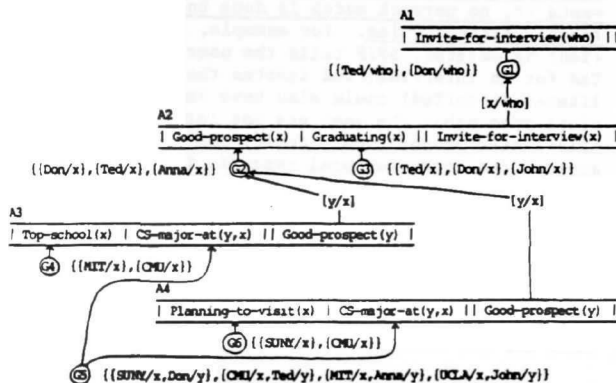 A1
| Invite-for-interview(who)
{{Ted/who},{Don/who}} G1
[x/who]
A2
| Good-prospect(x) | Graduating(x) || Invite-for-interview(x) |
{{Don/x},{Ted/x},{Anna/x}} G2 G3 {{Ted/x},{Don/x},{John/x}}
[y/x] [y/x]
A3
| Top-school(x) | CS-major-at(y,x) || Good-prospect(y) |
G4 {{MIT/x},{CMU/x}}
A4
| Planning-to-visit(x) | CS-major-at(y,x) || Good-prospect(y) |
G6 {{SUNY/x},{CMU/x}}
G5 {{SUNY/x,Don/y},{CMU/x,Ted/y},{MIT/x,Anna/y},{UCLA/x,John/y}}